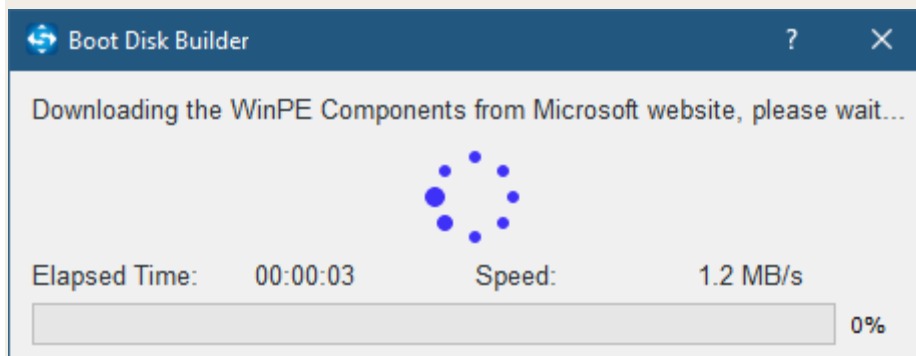 Boot Disk Builder ? ×
Downloading the WinPE Components from Microsoft website, please wait...
Elapsed Time: 00:00:03 Speed: 1.2 MB/s
0%